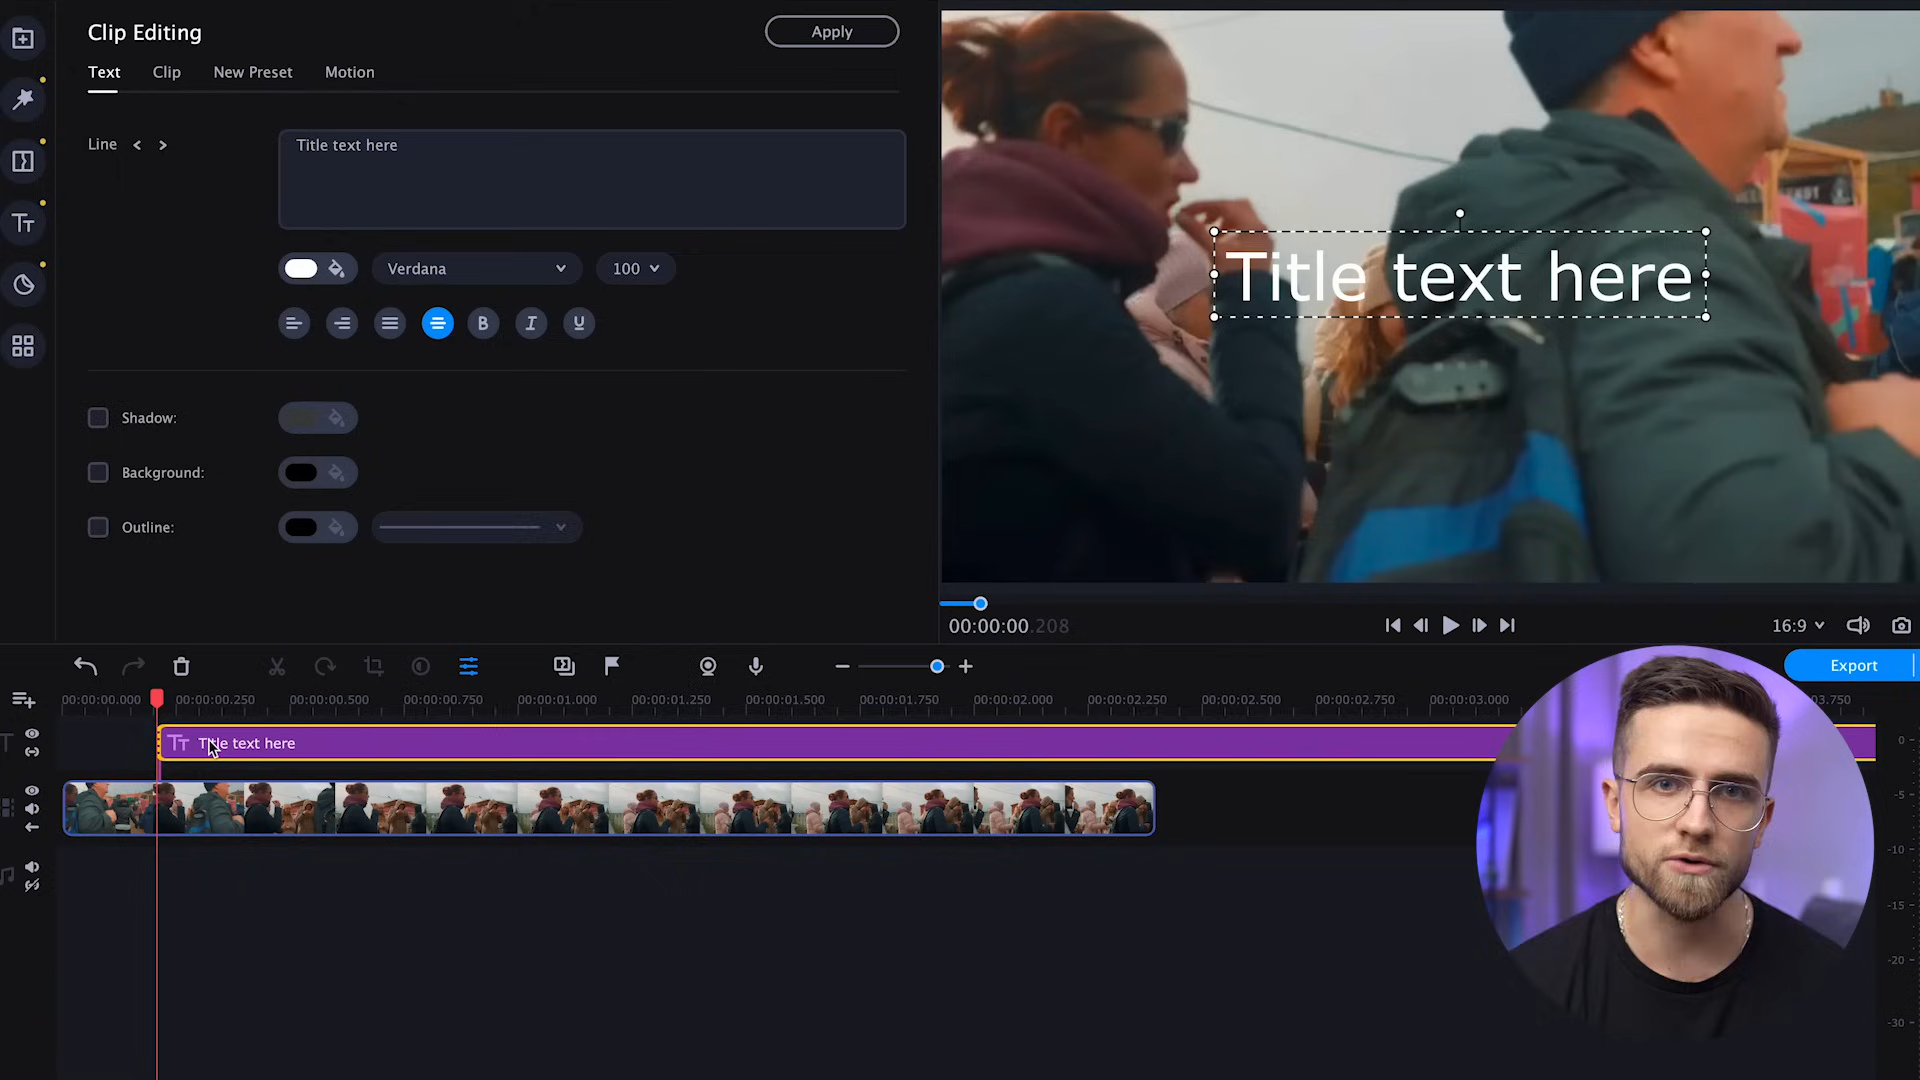 Clip Editing
Apply
Text Clip New Preset Motion
Line
Title text here
Verdana
100
B I U
Shadow:
Background:
Outline:
Title text here
00:00:00.208
16:9
Export
00:00:00.000 00:00:00.250 00:00:00.500 00:00:00.750 00:00:01.000 00:00:01.250 00:00:01.500 00:00:01.750 00:00:02.000 00:00:02.250 00:00:02.500 00:00:02.750 00:00:03.000 03.750
Title text here
0
-5
-10
-15
-20
-30